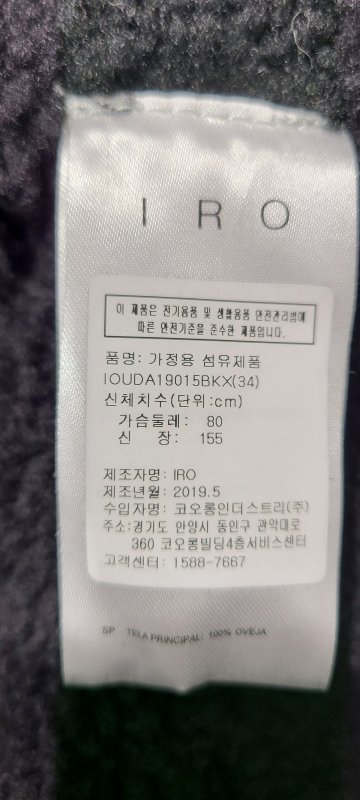 IRO
이 제품은 전기용품 및 생활용품 안전관리법에
따른 안전기준을 준수한 제품입니다.
품명: 가정용 섬유제품
IOUDA19015BKX(34)
신체치수(단위:cm)
가슴둘레: 80
신 장: 155
제조자명: IRO
제조년월: 2019.5
수입자명: 코오롱인더스트리(주)
주소:경기도 안양시 동인구 관악대로
360 코오롱빌딩4층서비스센터
고객센터: 1588-7667
SP TELA PRINCIPAL: 100% OVEJA